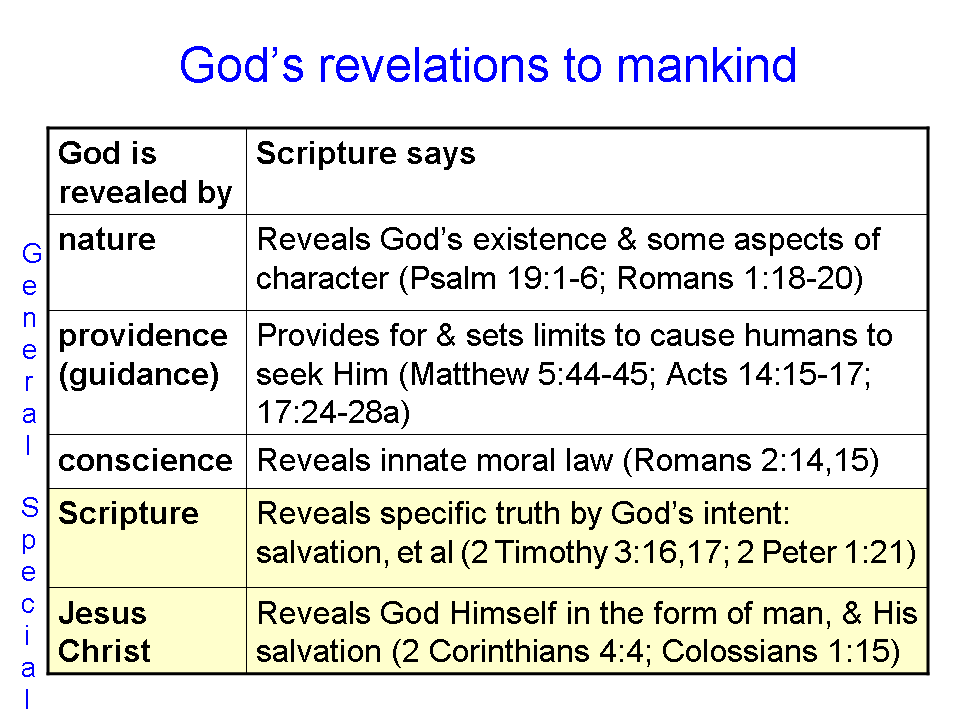 God's revelations to mankind
God is
revealed by
Scripture says
General
nature
Reveals God's existence & some aspects of
character (Psalm 19:1-6; Romans 1:18-20)
providence
(guidance)
Provides for & sets limits to cause humans to
seek Him (Matthew 5:44-45; Acts 14:15-17;
17:24-28a)
conscience
Reveals innate moral law (Romans 2:14,15)
Special
Scripture
Reveals specific truth by God's intent:
salvation, et al (2 Timothy 3:16,17; 2 Peter 1:21)
Jesus
Christ
Reveals God Himself in the form of man, & His
salvation (2 Corinthians 4:4; Colossians 1:15)